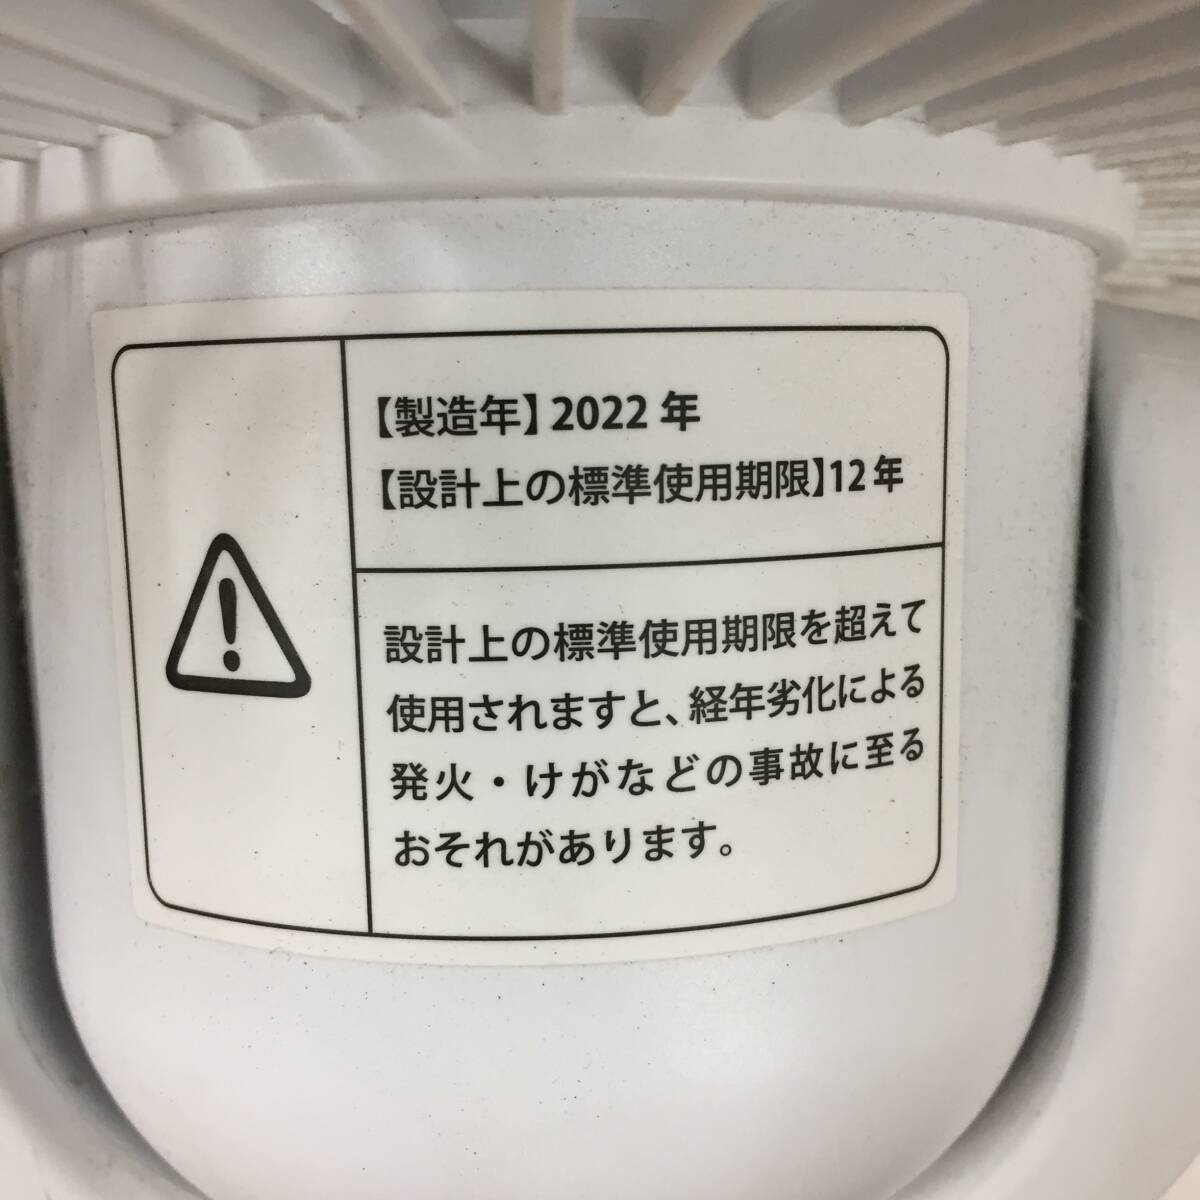 【製造年】2022 年
【設計上の標準使用期限】12 年
設計上の標準使用期限を超えて
使用されますと、経年劣化による
発火・けがなどの事故に至る
おそれがあります。